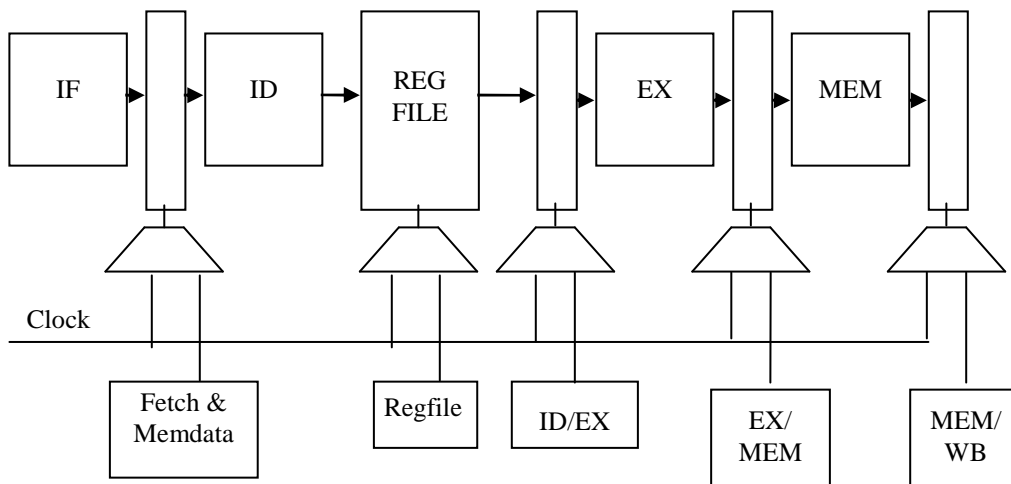 IF
ID
REG
FILE
EX
MEM
Clock
Fetch &
Memdata
Regfile
ID/EX
EX/
MEM
MEM/
WB